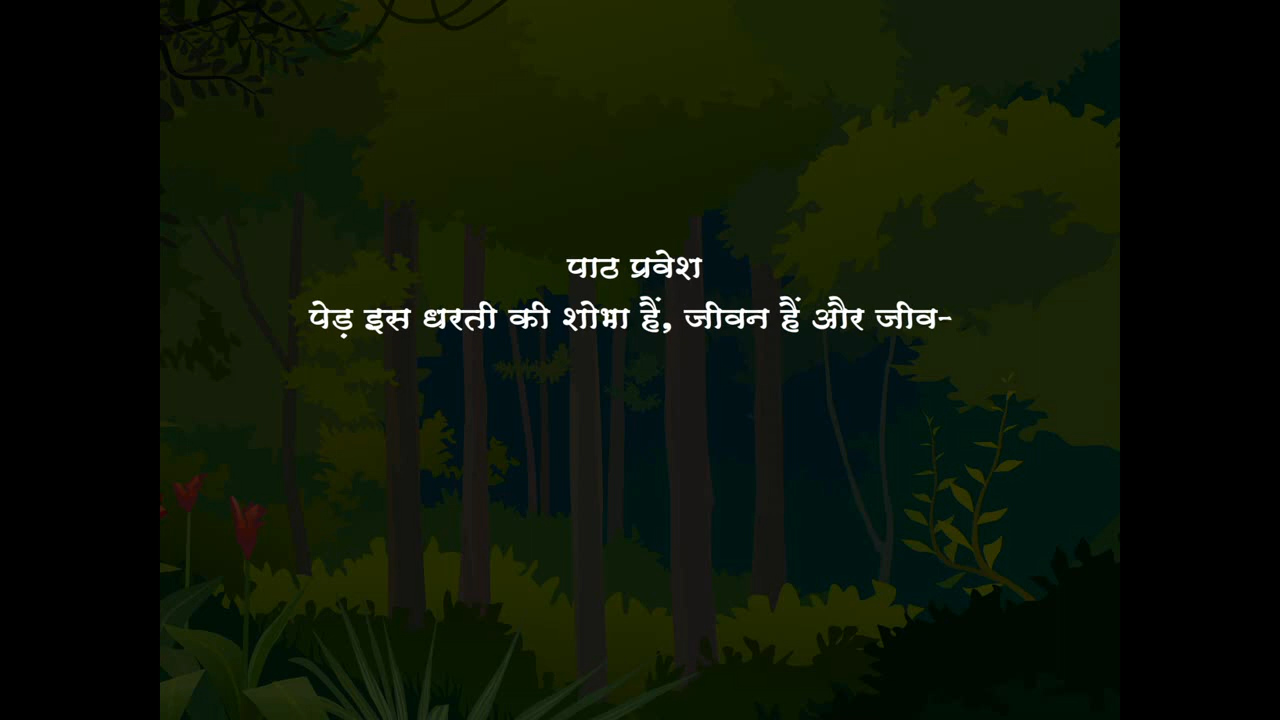 पाठ प्रवेश
पेड़ इस धरती की शोभा हैं, जीवन हैं और जीव-